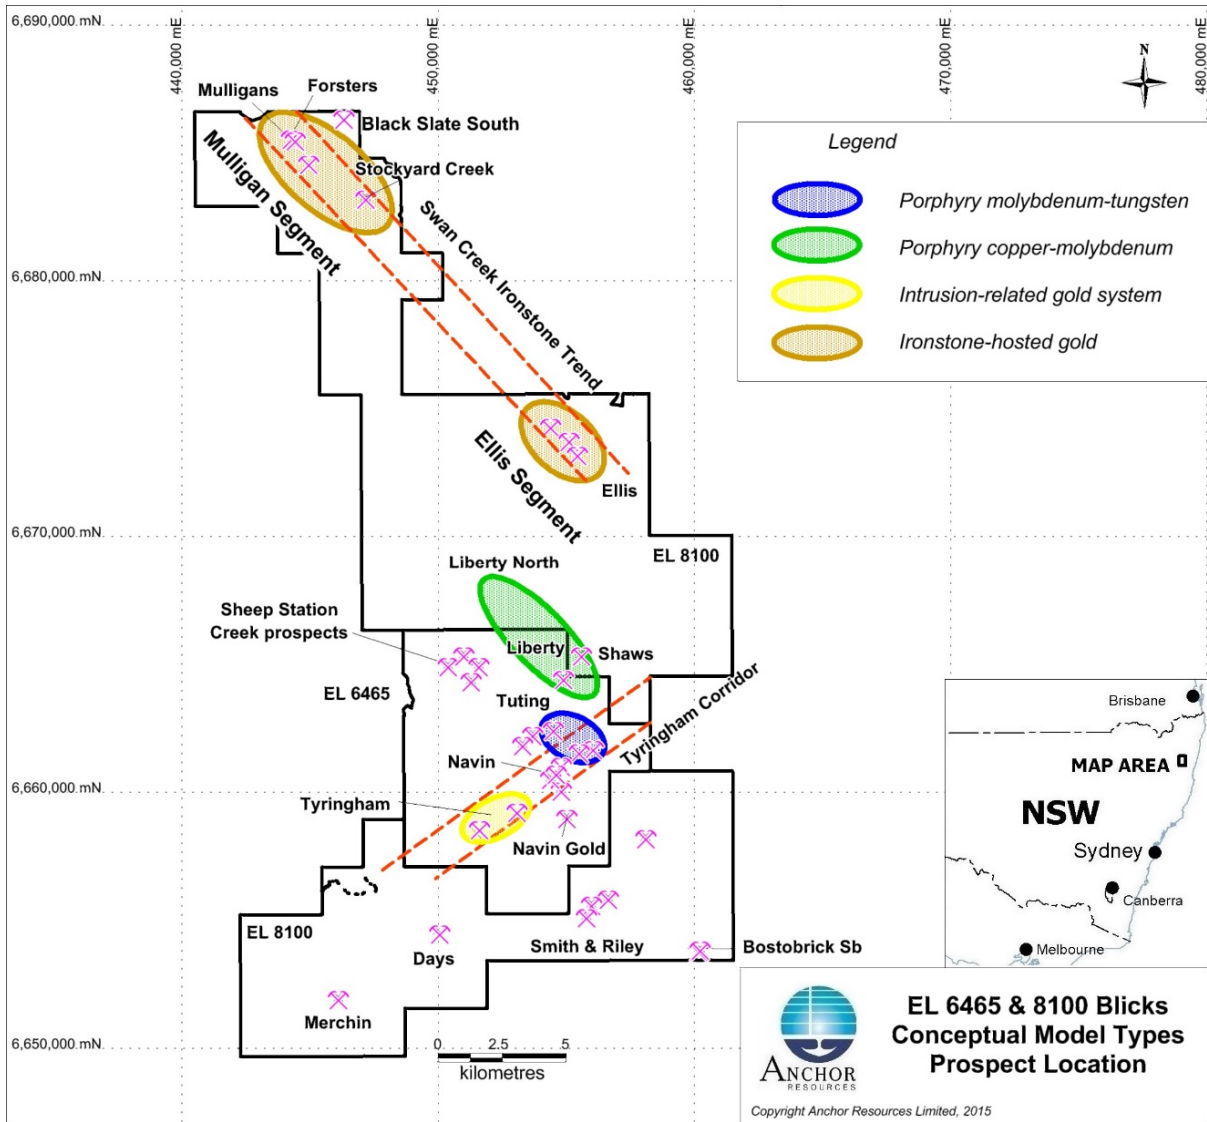 6,690,000 mN
440,000 mE
450,000 mE
460,000 mE
470,000 mE
480,000 mE
N
Mulligans
Forsters
Black Slate South
Stockyard Creek
Mulligan Segment
Swan Creek Ironstone Trend
6,680,000 mN
Legend
Porphyry molybdenum-tungsten
Porphyry copper-molybdenum
Intrusion-related gold system
Ironstone-hosted gold
Ellis Segment
Ellis
6,670,000 mN
EL 8100
Liberty North
Sheep Station
Creek prospects
Liberty
Shaws
EL 6465
Tuting
Tyringham Corridor
Navin
6,660,000 mN
Tyringham
Navin Gold
EL 8100
Days
Smith & Riley
Bostobrick Sb
Merchin
6,650,000 mN
0 2.5 5
kilometres
Brisbane
MAP AREA
NSW
Sydney
Canberra
Melbourne
ANCHOR
RESOURCES
EL 6465 & 8100 Blicks
Conceptual Model Types
Prospect Location
Copyright Anchor Resources Limited, 2015